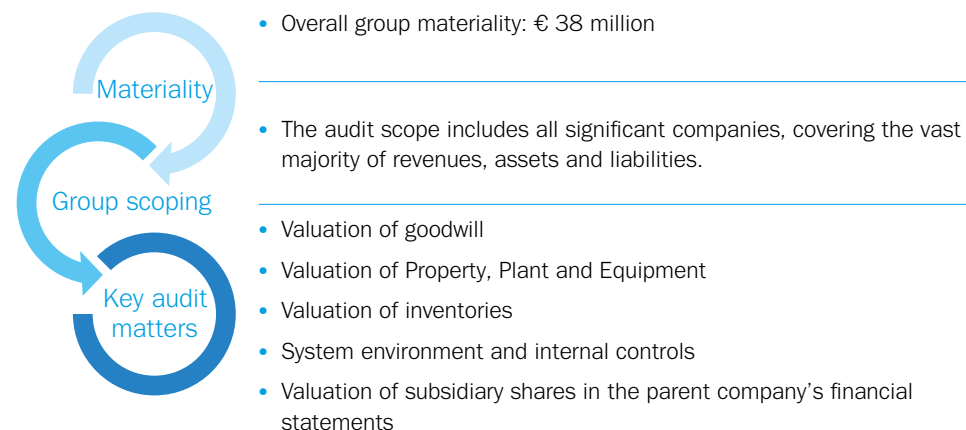 • Overall group materiality: € 38 million
Materiality
• The audit scope includes all significant companies, covering the vast
majority of revenues, assets and liabilities.
Group scoping
• Valuation of goodwill
• Valuation of Property, Plant and Equipment
Key audit
matters
• Valuation of inventories
• System environment and internal controls
• Valuation of subsidiary shares in the parent company’s financial
statements